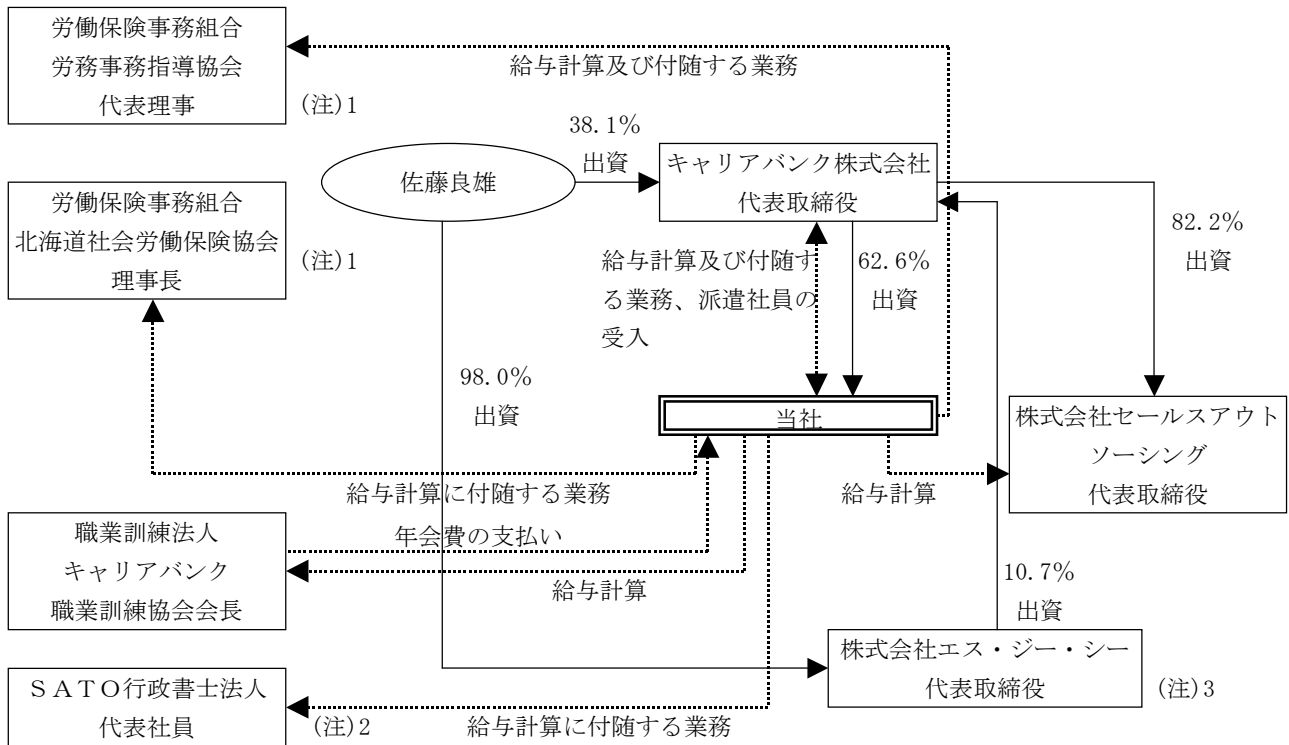 労働保険事務組合
労務事務指導協会
代表理事
(注)1
給与計算及び付随する業務
38.1%
出資
佐藤良雄
キャリアバンク株式会社
代表取締役
労働保険事務組合
北海道社会労働保険協会
理事長
(注)1
給与計算及び付随す
る業務、派遣社員の
受入
62.6%
出資
82.2%
出資
98.0%
出資
当社
株式会社セールスアウト
ソーシング
代表取締役
給与計算に付随する業務
給与計算
職業訓練法人
キャリアバンク
職業訓練協会会長
年会費の支払い
給与計算
10.7%
出資
株式会社エス・ジー・シー
代表取締役
(注)3
SATO行政書士法人
代表社員
(注)2
給与計算に付随する業務